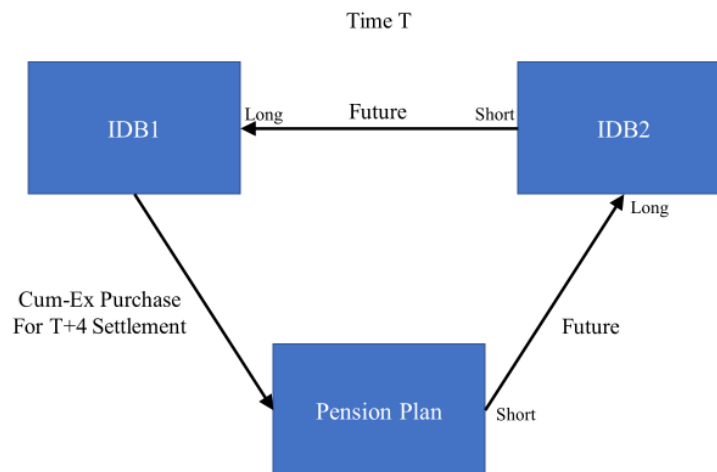 Time T
IDB1
Long
Future
Short
IDB2
Long
Cum-Ex Purchase
For T+4 Settlement
Future
Pension Plan
Short